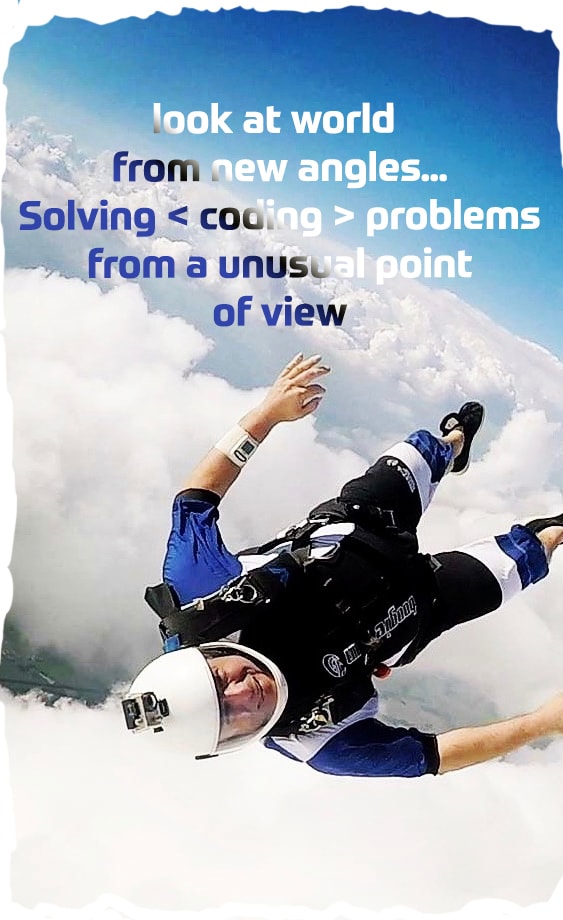 look at world
from new angles...
Solving < coding > problems
from a unusual point
of view